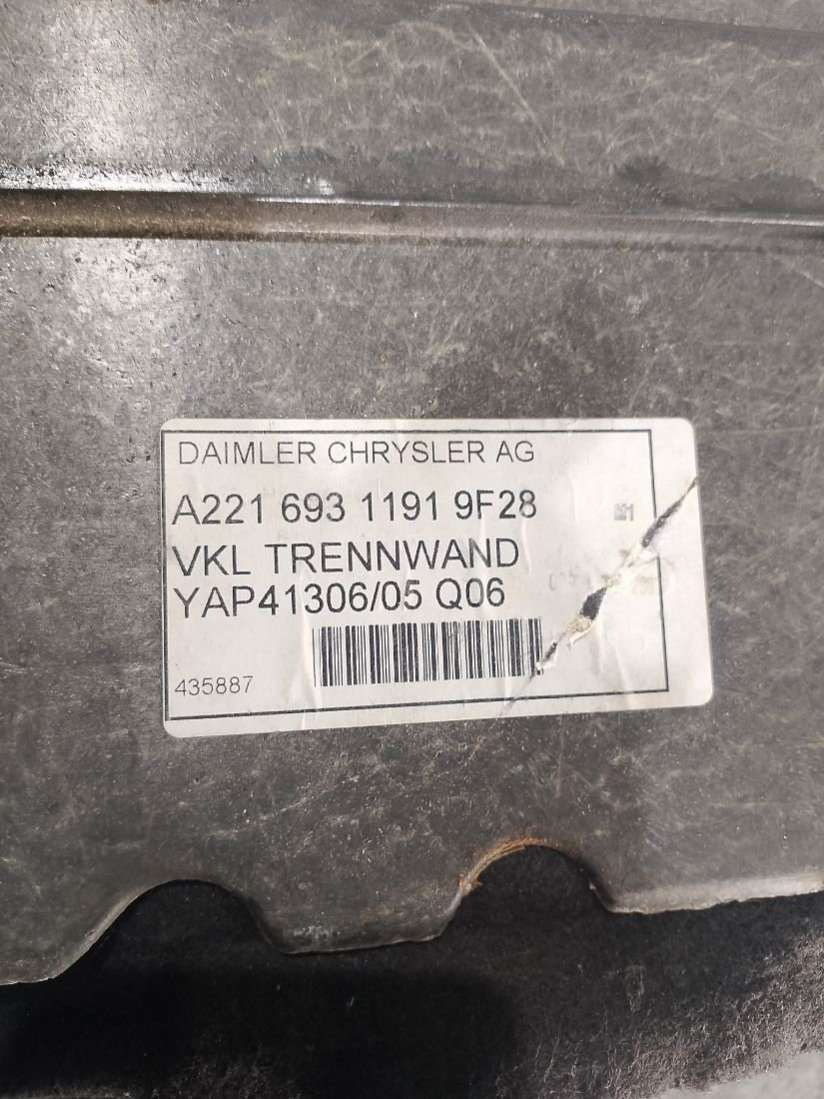 DAIMLER CHRYSLER AG
A221 693 1191 9F28
VKL TRENNWAND
YAP41306/05 Q06
435887